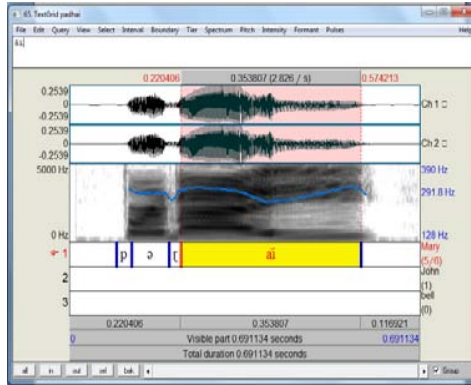 65. TextGrid padhai
File Edit Query View Select Interval Boundary Tier Spectrum Pitch Intensity Formant Pulses Help
0.220406 0.353807 (2.826 / s) 0.574213
0.2539
0
-0.2539
Ch 1
0.2539
0
-0.2539
Ch 2
5000 Hz 390 Hz
291.8 Hz
0 Hz 128 Hz
1 p ə Mary
(5/6)
2 John
(1)
3 bell
(0)
0.220406 0.353807 0.116921
0 Visible part 0.691134 seconds 0.691134
Total duration 0.691134 seconds
all in out sel bak Group